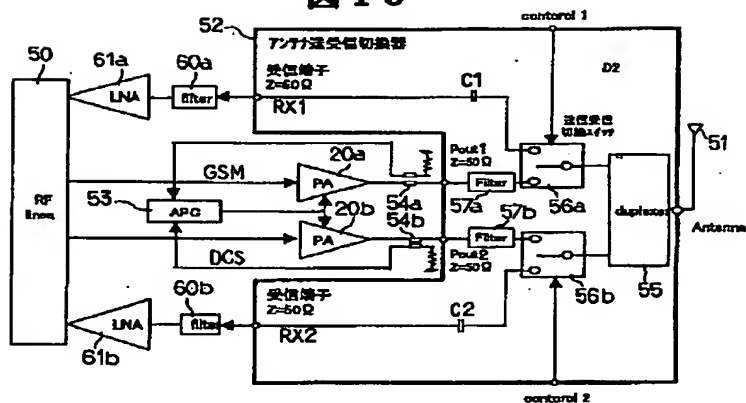 図
52
contorol 1
50
61a
60a
アンテナ送受信切換器
D2
受信端子
Z=50Ω
C1
LNA
filter
RX1
送信受信
切換スイッチ
51
20a
Pout1
Z=50Ω
GSM
PA
Filter
RF
linea
53
APC
54a
57a
56a
duplexer
Antenna
20b
54b
57b
PA
Filter
DCS
Pout2
Z=50Ω
56b
55
60b
受信端子
Z=50Ω
C2
LNA
filter
RX2
61b
contorol 2